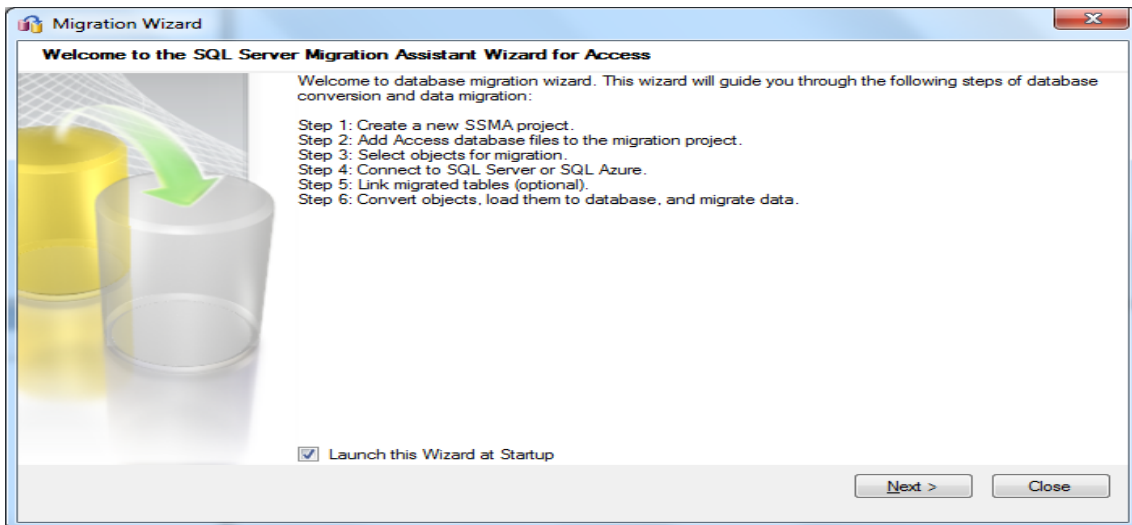 Migration Wizard
Welcome to the SQL Server Migration Assistant Wizard for Access
Welcome to database migration wizard. This wizard will guide you through the following steps of database
conversion and data migration:
Step 1: Create a new SSMA project.
Step 2: Add Access database files to the migration project.
Step 3: Select objects for migration.
Step 4: Connect to SQL Server or SQL Azure.
Step 5: Link migrated tables (optional).
Step 6: Convert objects, load them to database, and migrate data.
Launch this Wizard at Startup
Next > Close